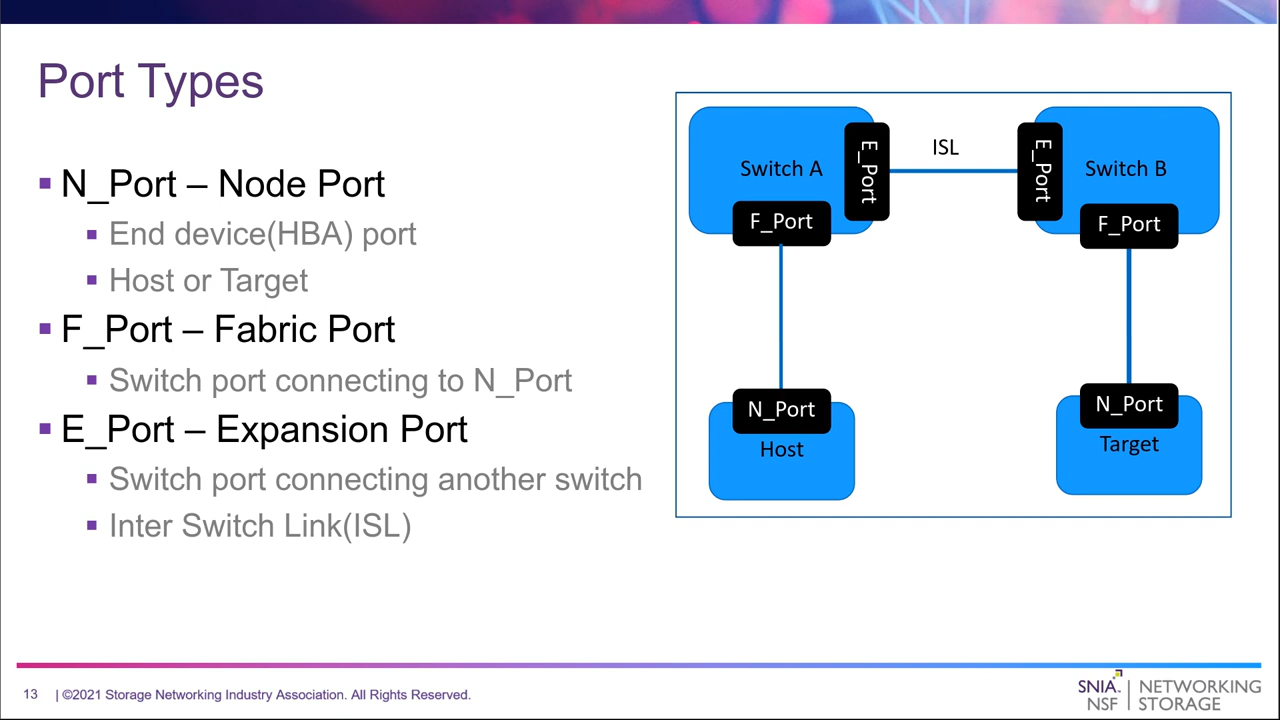 Port Types
N_Port – Node Port
End device(HBA) port
Host or Target
F_Port – Fabric Port
Switch port connecting to N_Port
E_Port – Expansion Port
Switch port connecting another switch
Inter Switch Link(ISL)
Switch A
E_Port
ISL
E_Port
Switch B
F_Port
F_Port
N_Port
Host
N_Port
Target
13 | ©2021 Storage Networking Industry Association. All Rights Reserved.
SNIA. | NETWORKING
NSF | STORAGE